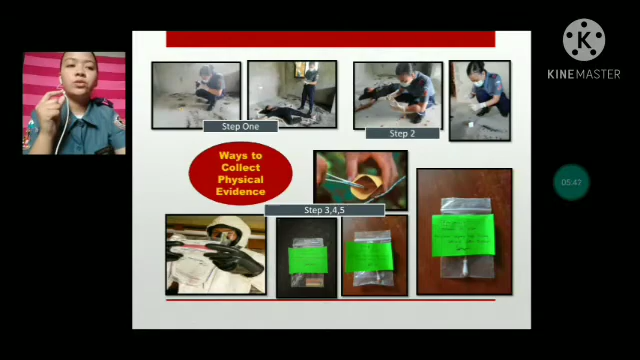 KINEMASTER
Step One
Step 2
Ways to
Collect
Physical
Evidence
Step 3,4,5
05:47